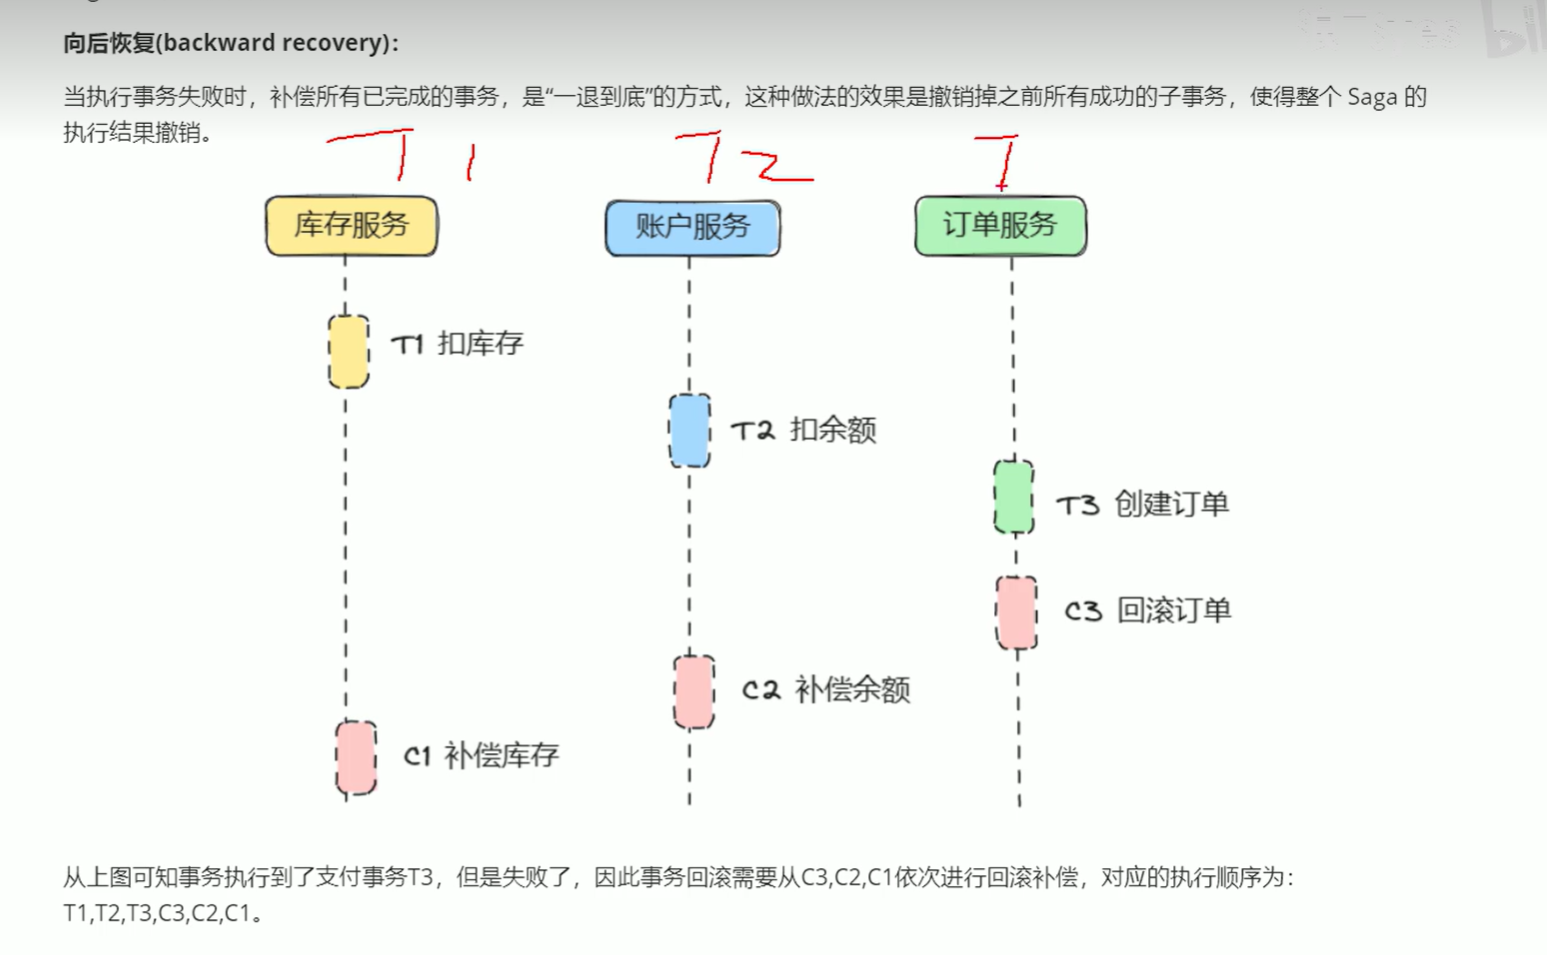 向后恢复(backward recovery)：
当执行事务失败时，补偿所有已完成的事务，是“一退到底”的方式，这种做法的效果是撤销掉之前所有成功的子事务，使得整个 Saga 的
执行结果撤销。
T1 T2 T
库存服务 账户服务 订单服务
T1 扣库存
T2 扣余额
T3 创建订单
C3 回滚订单
C2 补偿余额
C1 补偿库存
从上图可知事务执行到了支付事务T3，但是失败了，因此事务回滚需要从C3,C2,C1依次进行回滚补偿，对应的执行顺序为：
T1,T2,T3,C3,C2,C1。